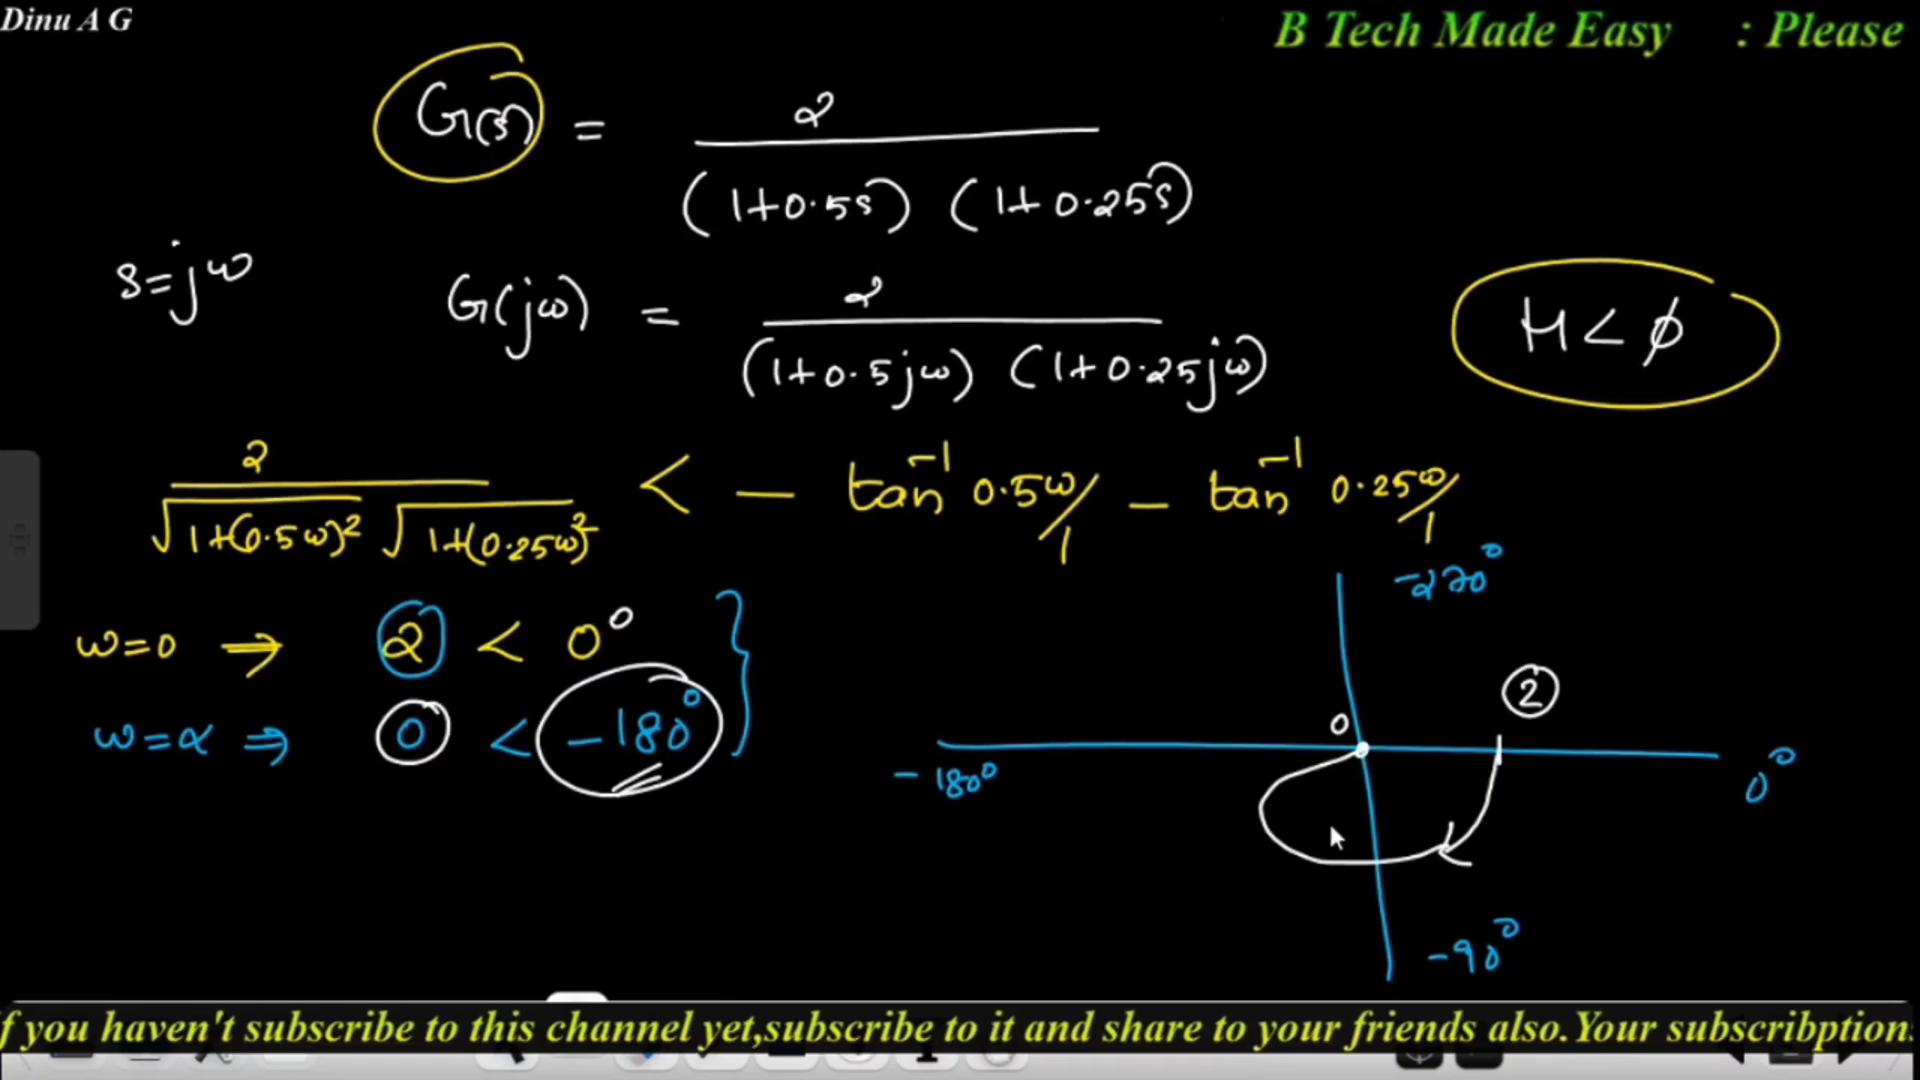 Dinu A G
B Tech Made Easy : Please
G(s) = 2 / (1+0.5s) (1+0.25s)
s=jω
G(jω) = 2 / (1+0.5jω) (1+0.25jω)
M<ϕ
2 / √1+(0.5ω)² √1+(0.25ω)² < - tan⁻¹ 0.5ω/1 - tan⁻¹ 0.25ω/1
ω=0 ⇒ 2 < 0°
ω=α ⇒ 0 < -180°
-270°
0
2
-180°
0°
-90°
f you haven't subscribe to this channel yet,subscribe to it and share to your friends also.Your subscribption